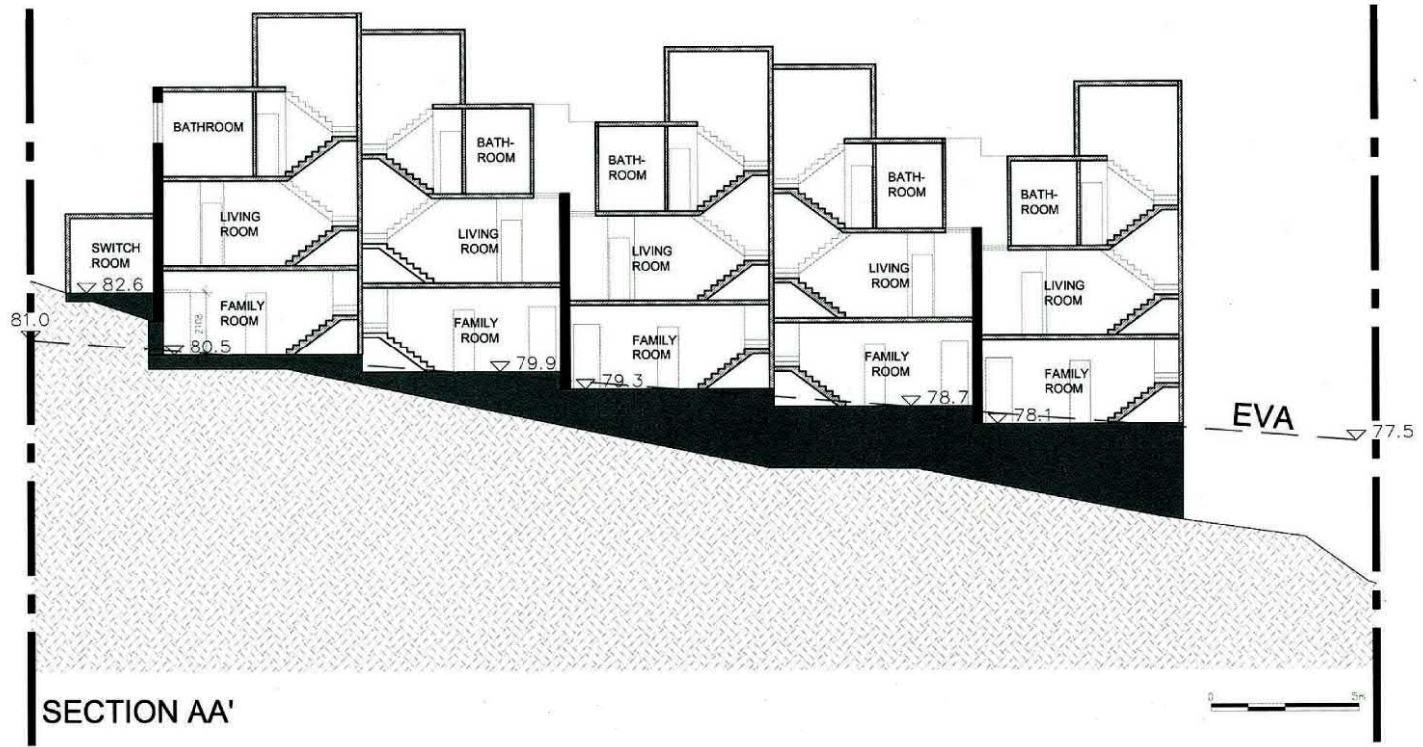 BATHROOM
BATH-
ROOM
BATH-
ROOM
BATH-
ROOM
BATH-
ROOM
LIVING
ROOM
LIVING
ROOM
LIVING
ROOM
LIVING
ROOM
LIVING
ROOM
SWITCH
ROOM
82.6
FAMILY
ROOM
FAMILY
ROOM
FAMILY
ROOM
FAMILY
ROOM
FAMILY
ROOM
81.0
80.5
79.9
79.3
78.7
78.1
EVA
77.5
SECTION AA'
0
5m